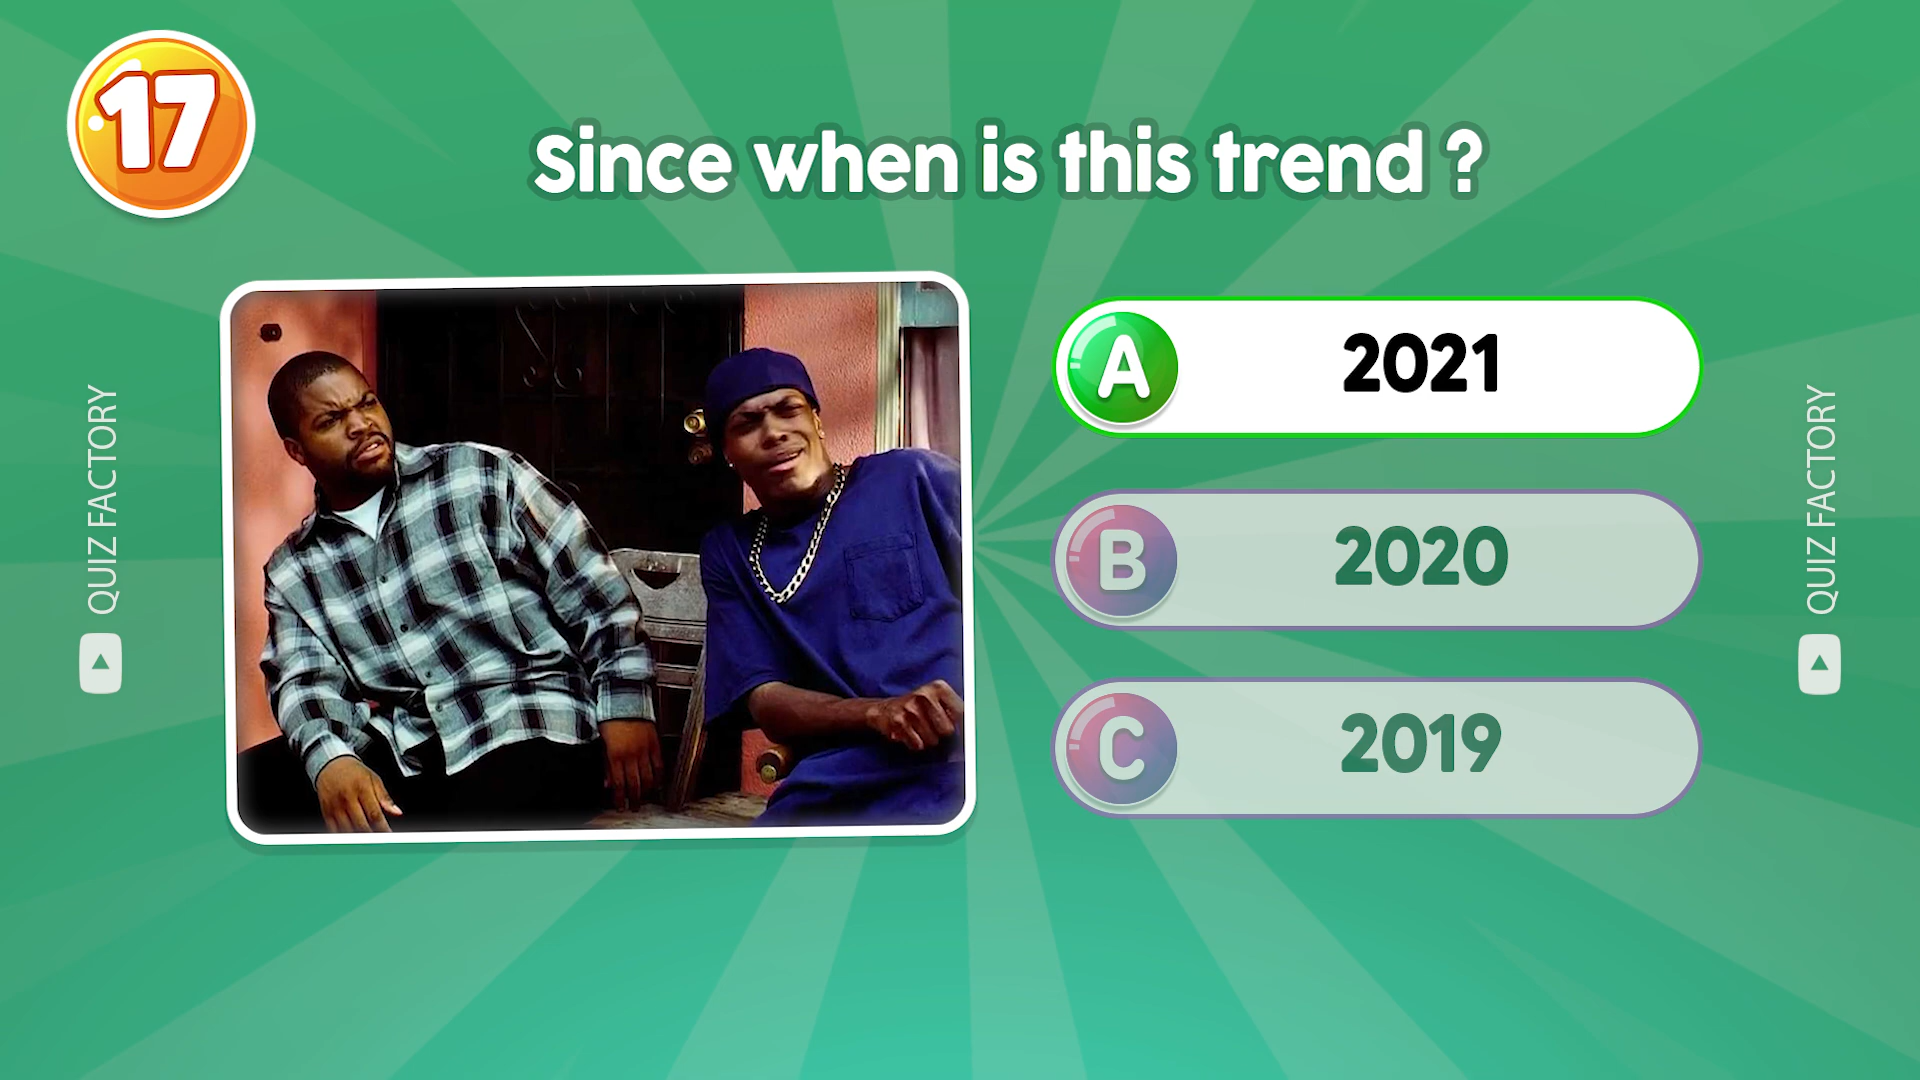 17
Since when is this trend ?
A 2021
B 2020
C 2019
QUIZ FACTORY
QUIZ FACTORY